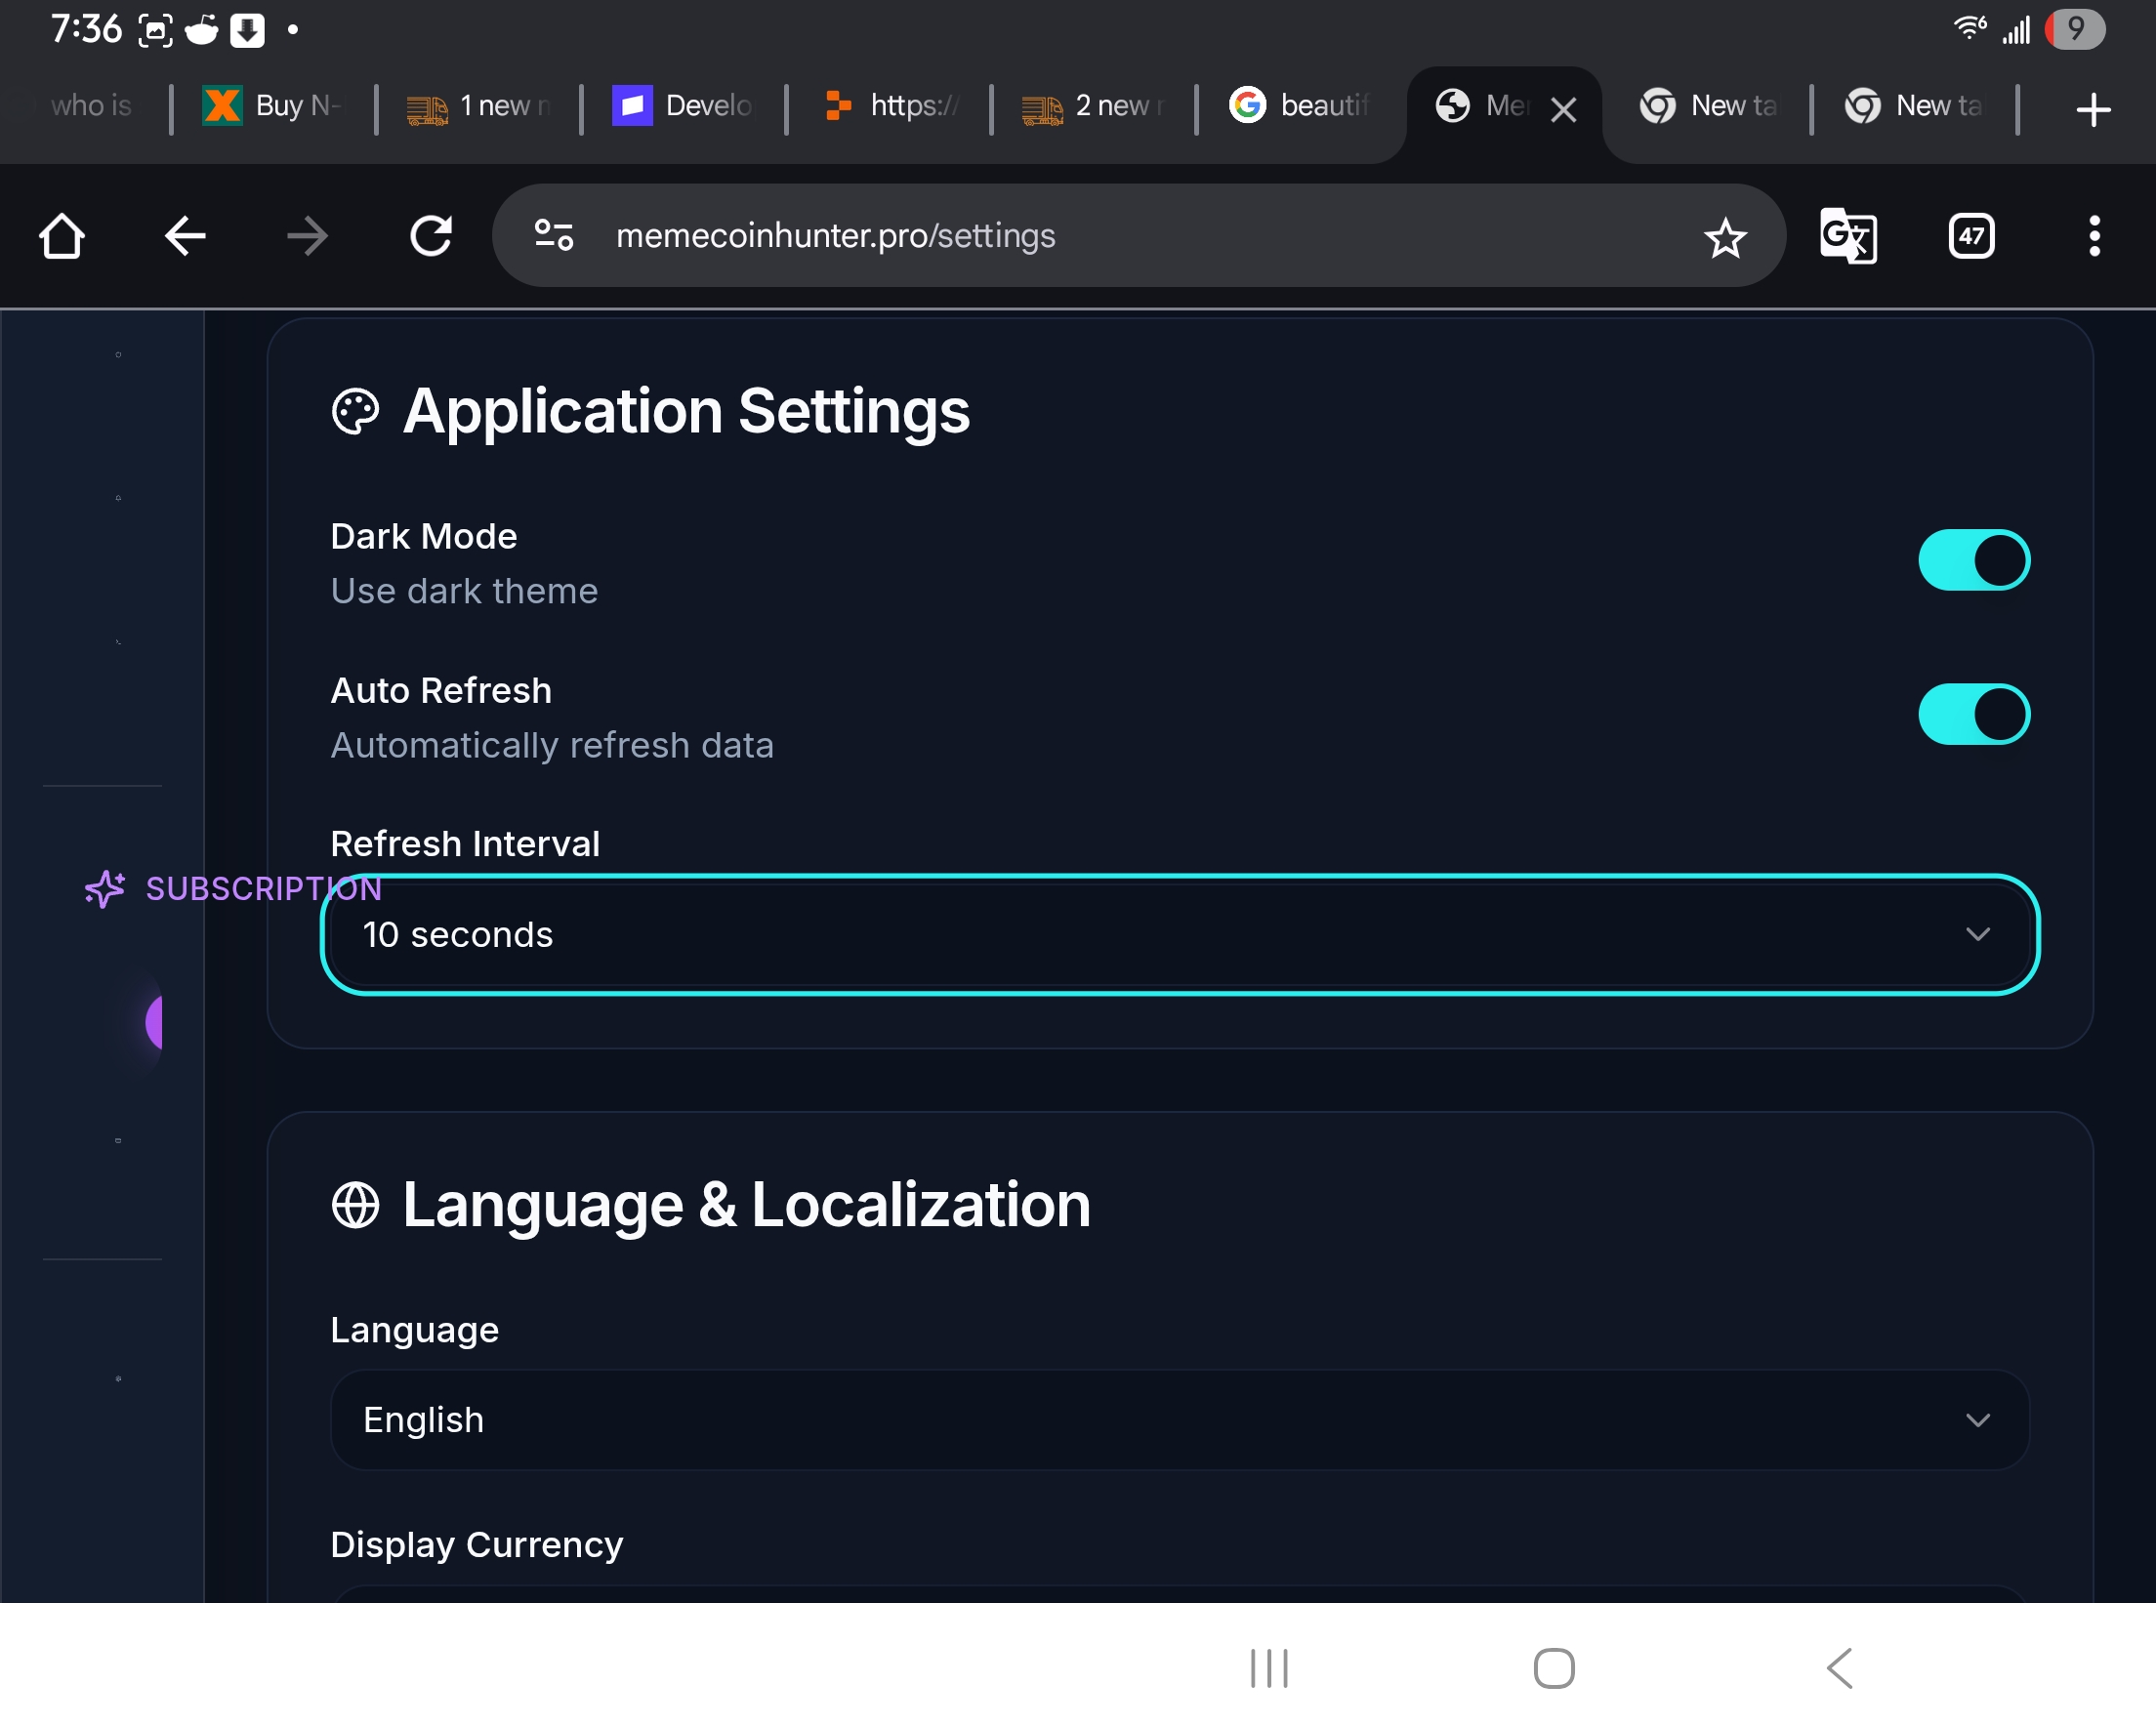 7:36
9
who is
Buy N-
1 new n
Develo
https://
2 new r
beautif
Mer
New ta
New ta
memecoinhunter.pro/settings
47
Application Settings
Dark Mode
Use dark theme
Auto Refresh
Automatically refresh data
Refresh Interval
SUBSCRIPTION
10 seconds
Language & Localization
Language
English
Display Currency